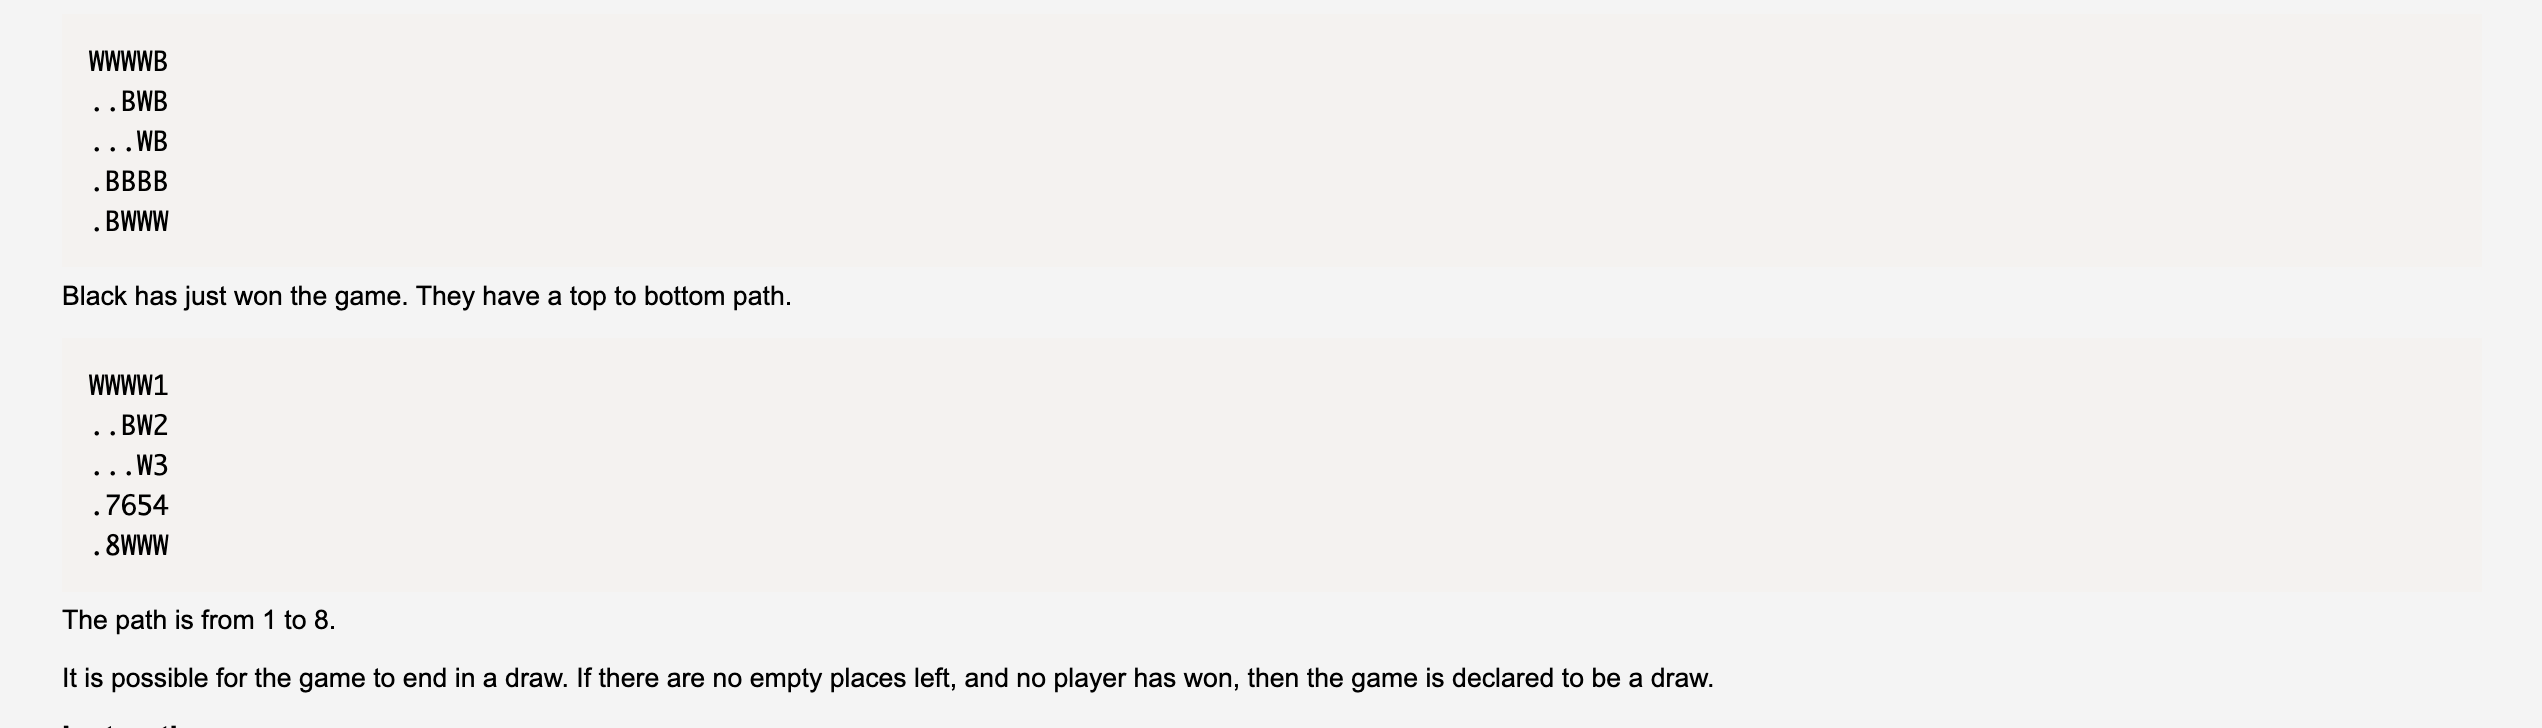 WWWWB
..BWB
...WB
.BBBB
.BWWW
Black has just won the game. They have a top to bottom path.
WWWW1
..BW2
...W3
.7654
.8WWW
The path is from 1 to 8.
It is possible for the game to end in a draw. If there are no empty places left, and no player has won, then the game is declared to be a draw.